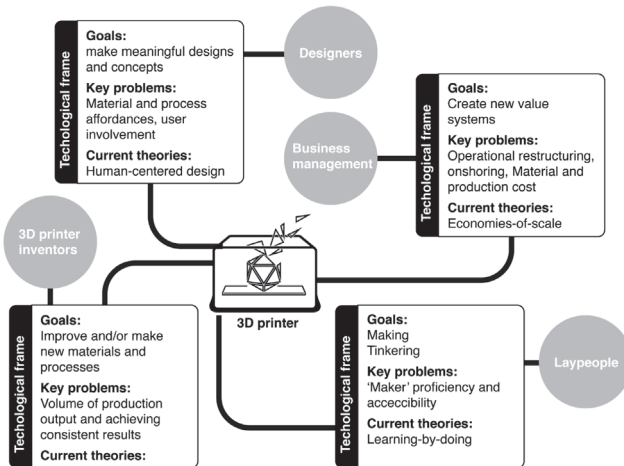 Techological frame
Goals:
make meaningful designs
and concepts
Key problems:
Material and process
affordances, user
involvement
Current theories:
Human-centered design
Designers
Business
management
Techological frame
Goals:
Create new value
systems
Key problems:
Operational restructuring,
onshoring, Material and
production cost
Current theories:
Economies-of-scale
3D printer
inventors
3D printer
Techological frame
Goals:
Improve and/or make
new materials and
processes
Key problems:
Volume of production
output and achieving
consistent results
Current theories:
Techological frame
Goals:
Making
Tinkering
Key problems:
‘Maker’ proficiency and
acceccibility
Current theories:
Learning-by-doing
Laypeople